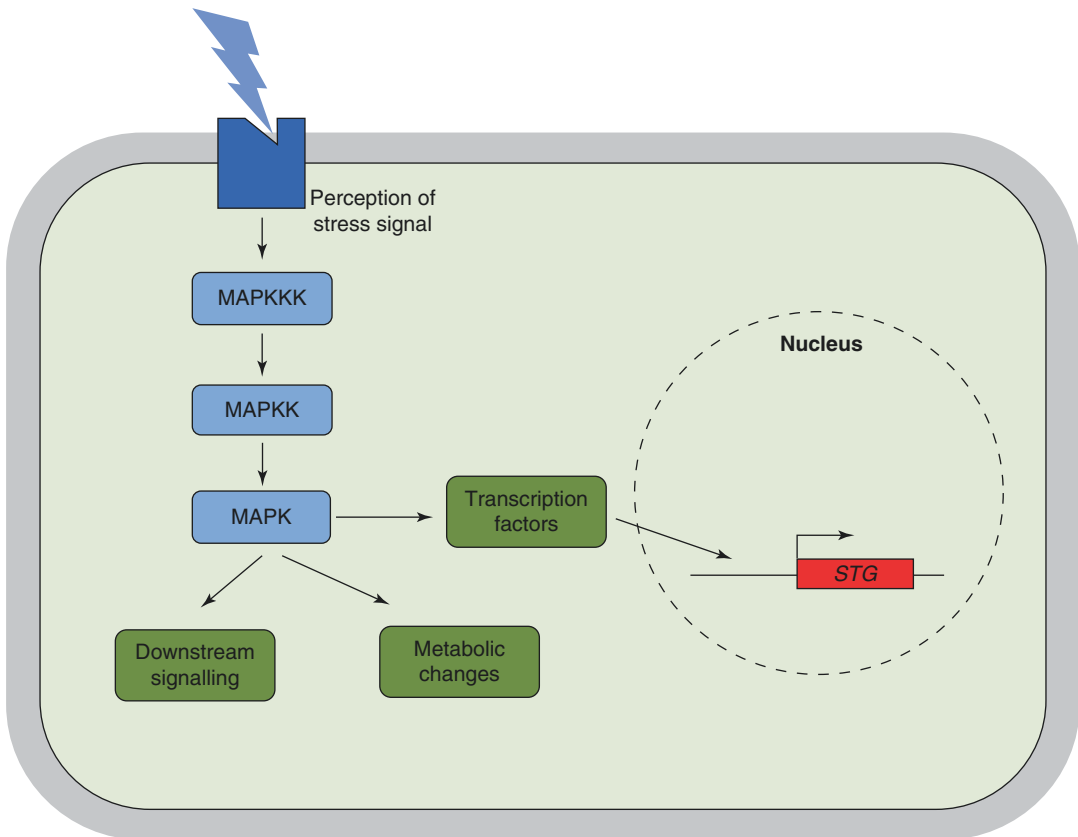 Perception of
stress signal
MAPKKK
Nucleus
MAPKK
MAPK
Transcription
factors
STG
Downstream
signalling
Metabolic
changes